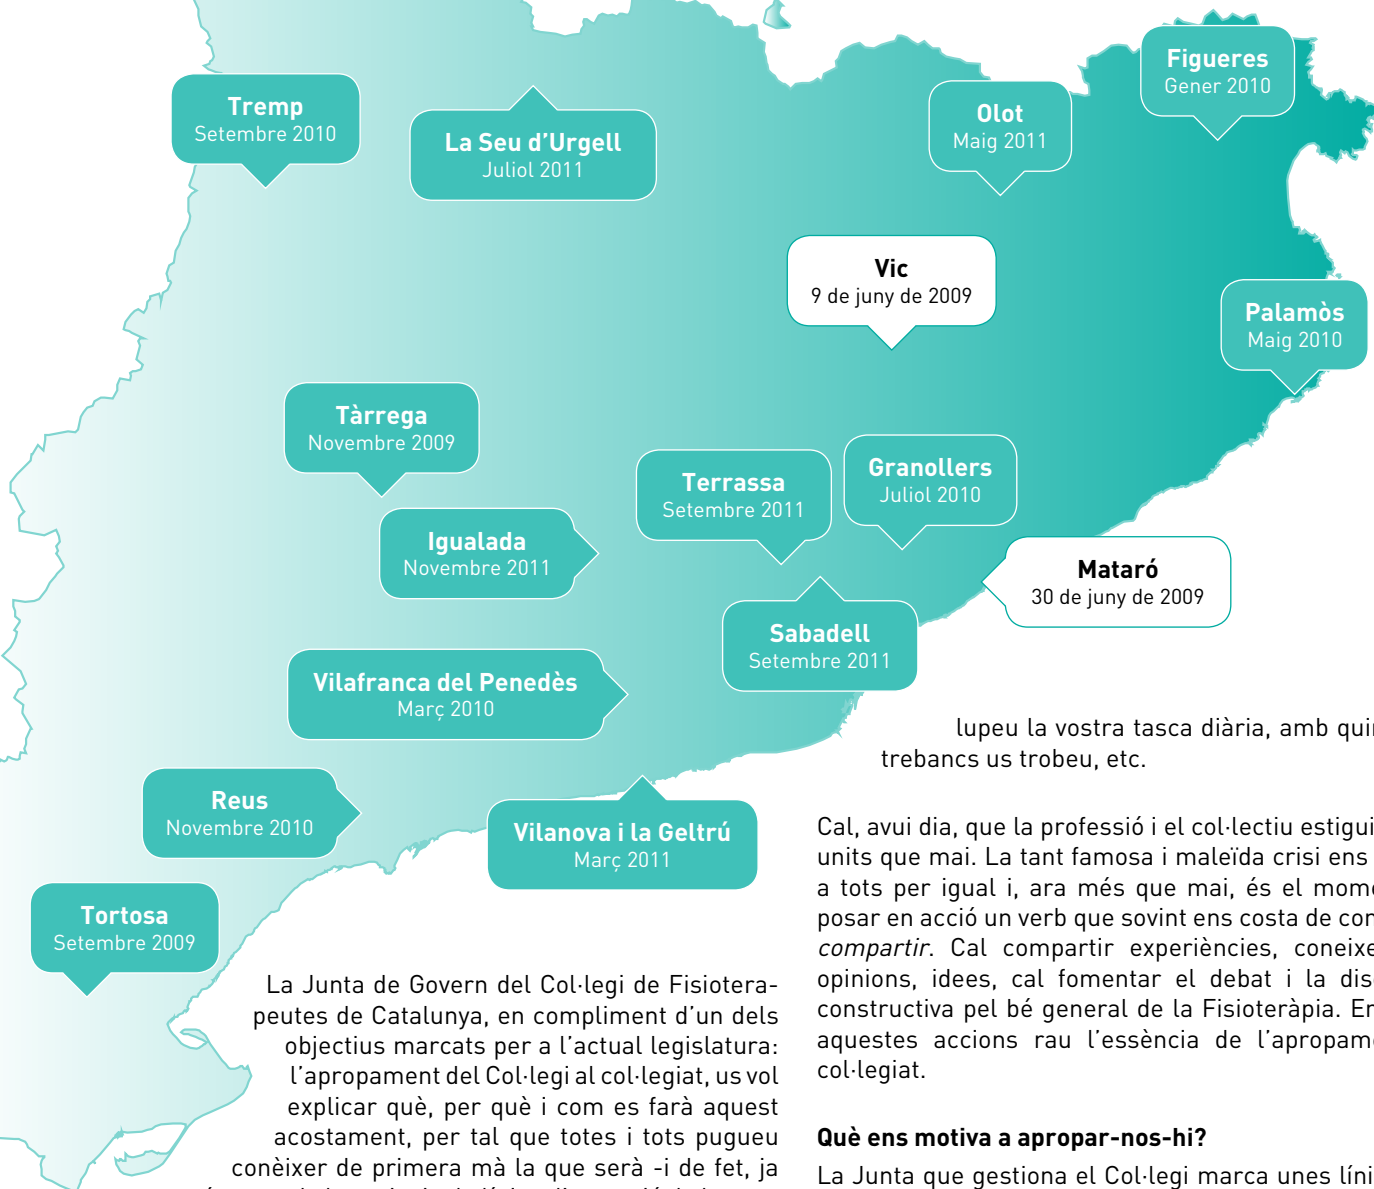 Figueres
Gener 2010
Tremp
Setembre 2010
Olot
Maig 2011
La Seu d'Urgell
Juliol 2011
Vic
9 de juny de 2009
Palamòs
Maig 2010
Tàrrega
Novembre 2009
Granollers
Juliol 2010
Terrassa
Setembre 2011
Igualada
Novembre 2011
Mataró
30 de juny de 2009
Sabadell
Setembre 2011
Vilafranca del Penedès
Març 2010
Reus
Novembre 2010
Vilanova i la Geltrú
Març 2011
Tortosa
Setembre 2009
La Junta de Govern del Col·legi de Fisiotera-
peutes de Catalunya, en compliment d'un dels
objectius marcats per a l'actual legislatura:
l'apropament del Col·legi al col·legiat, us vol
explicar què, per què i com es farà aquest
acostament, per tal que totes i tots pugueu
conèixer de primera mà la que serà -i de fet, ja
lupeu la vostra tasca diària, amb quin
trebancs us trobeu, etc.
Cal, avui dia, que la professió i el col·lectiu estigui
units que mai. La tant famosa i maleïda crisi ens
a tots per igual i, ara més que mai, és el mome
posar en acció un verb que sovint ens costa de con
compartir. Cal compartir experiències, coneixe
opinions, idees, cal fomentar el debat i la disc
constructiva pel bé general de la Fisioteràpia. En
aquestes accions rau l'essència de l'apropame
col·legiat.
Què ens motiva a apropar-nos-hi?
La Junta que gestiona el Col·legi marca unes líni